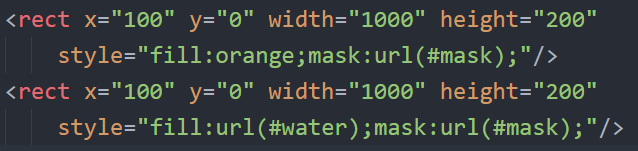 <rect x="100" y="0" width="1000" height="200"
style="fill:orange;mask:url(#mask);"/>
<rect x="100" y="0" width="1000" height="200"
style="fill:url(#water);mask:url(#mask);"/>